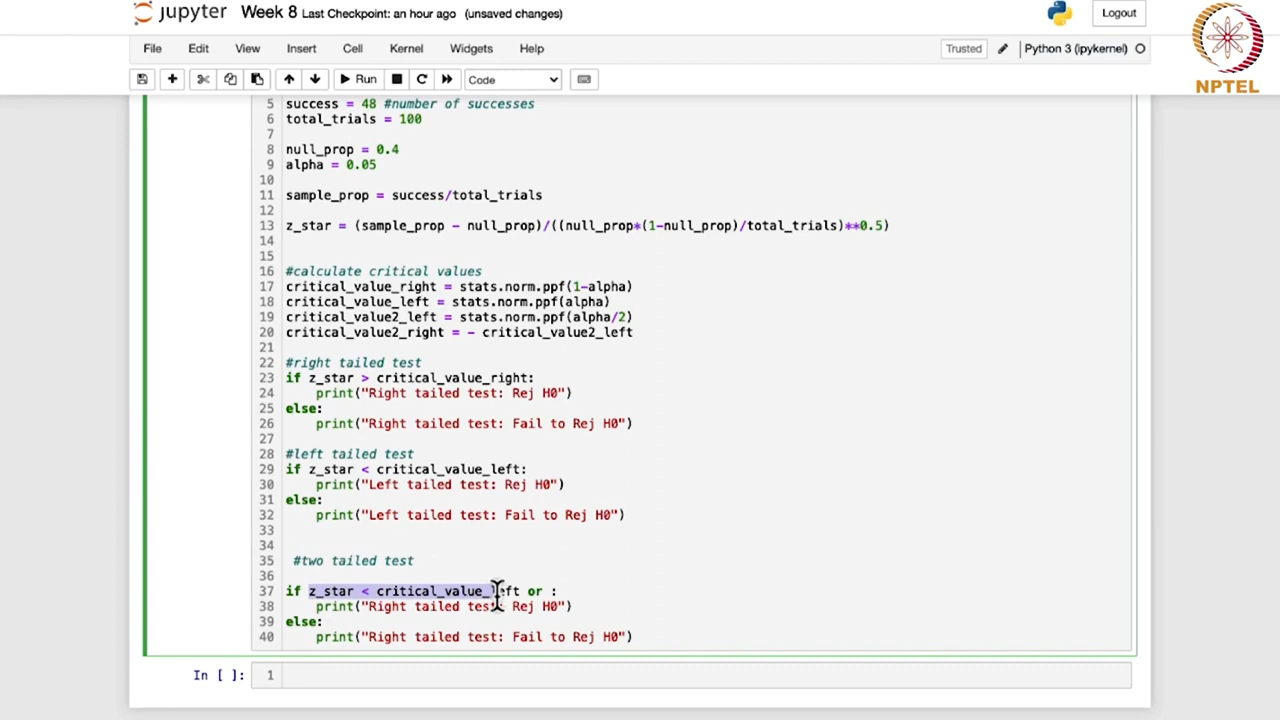 jupyter Week 8 Last Checkpoint: an hour ago (unsaved changes) Logout
File Edit View Insert Cell Kernel Widgets Help Trusted Python 3 (ipykernel)
NPTEL
Run Code
5 success = 48 #number of successes
6 total_trials = 100
7
8 null_prop = 0.4
9 alpha = 0.05
10
11 sample_prop = success/total_trials
12
13 z_star = (sample_prop - null_prop)/((null_prop*(1-null_prop)/total_trials)**0.5)
14
15
16 #calculate critical values
17 critical_value_right = stats.norm.ppf(1-alpha)
18 critical_value_left = stats.norm.ppf(alpha)
19 critical_value2_left = stats.norm.ppf(alpha/2)
20 critical_value2_right = - critical_value2_left
21
22 #right tailed test
23 if z_star > critical_value_right:
24     print("Right tailed test: Rej H0")
25 else:
26     print("Right tailed test: Fail to Rej H0")
27
28 #left tailed test
29 if z_star < critical_value_left:
30     print("Left tailed test: Rej H0")
31 else:
32     print("Left tailed test: Fail to Rej H0")
33
34
35  #two tailed test
36
37 if z_star < critical_value_left or :
38     print("Right tailed test: Rej H0")
39 else:
40     print("Right tailed test: Fail to Rej H0")
In [ ]: 1